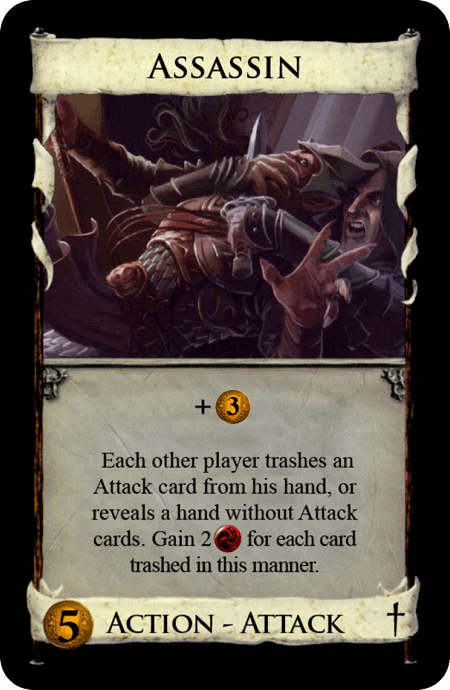 ASSASSIN
+ 3
Each other player trashes an
Attack card from his hand, or
reveals a hand without Attack
cards. Gain 2 for each card
trashed in this manner.
5 ACTION - ATTACK †